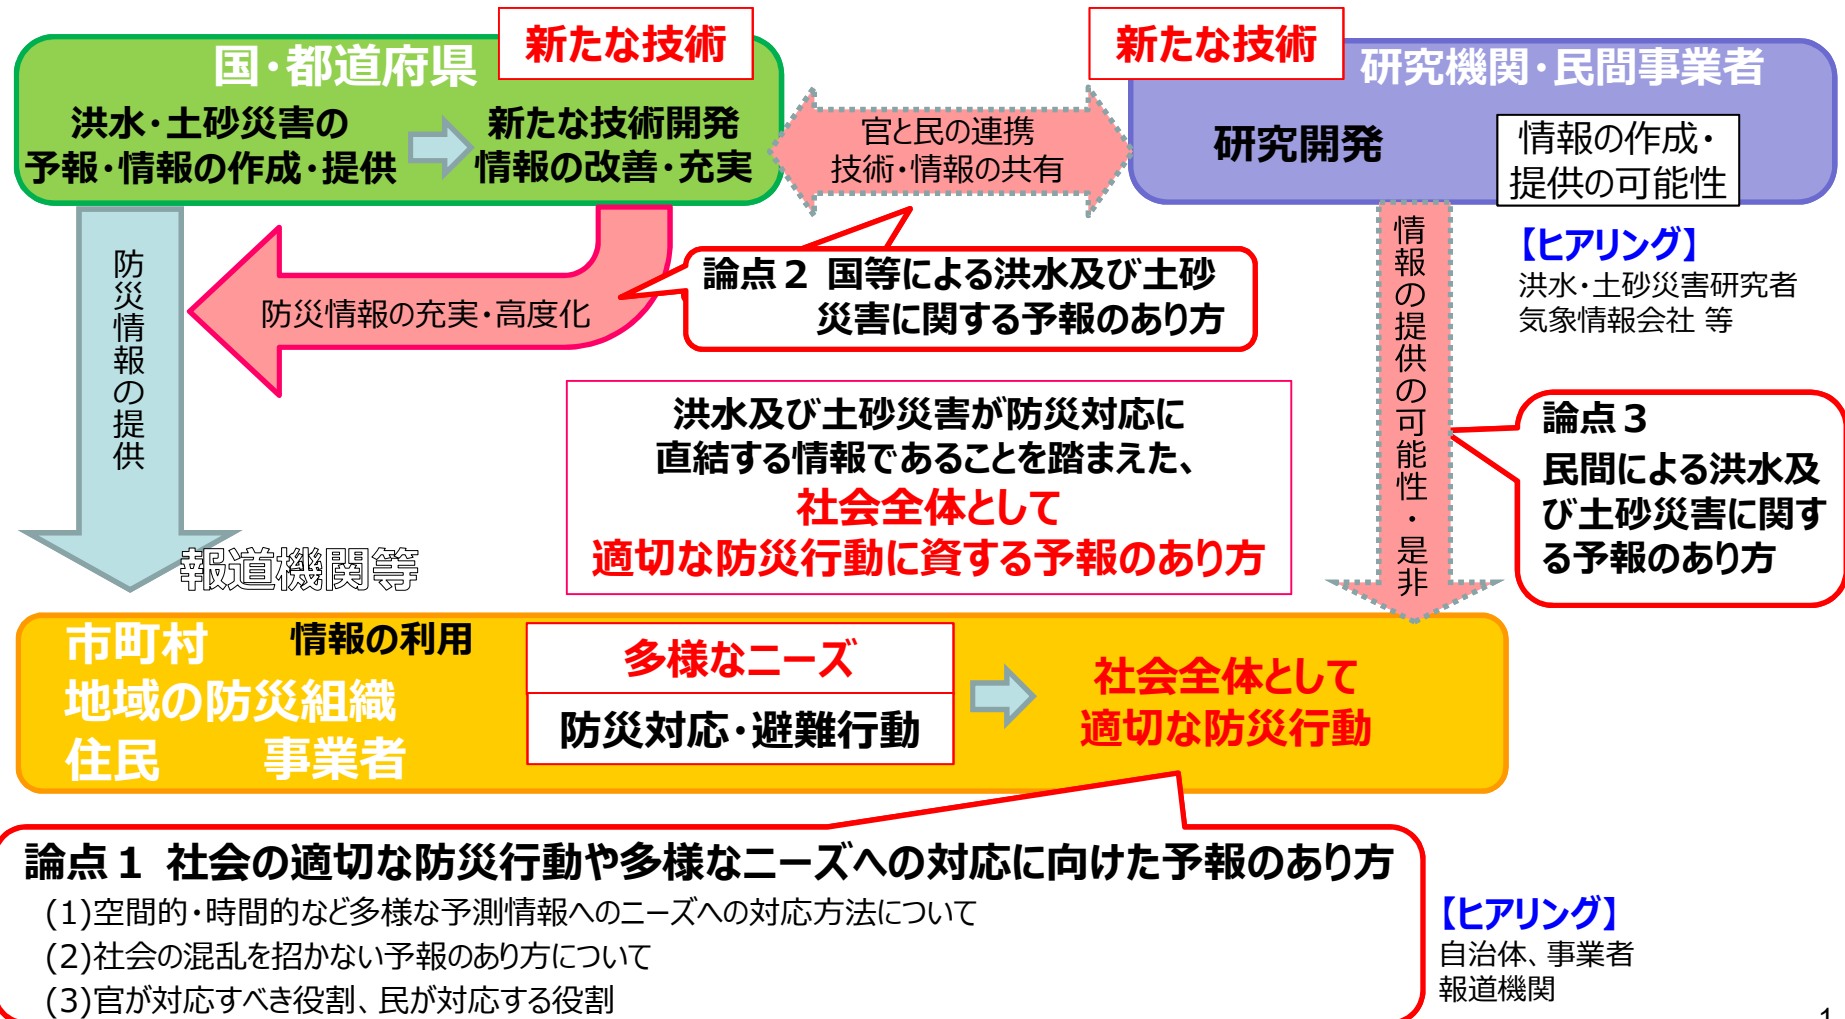 新たな技術
国・都道府県
洪水・土砂災害の
予報・情報の作成・提供
新たな技術開発
情報の改善・充実
官と民の連携
技術・情報の共有
新たな技術
研究機関・民間事業者
研究開発
情報の作成・
提供の可能性
【ヒアリング】
洪水・土砂災害研究者
気象情報会社 等
防災情報の提供
防災情報の充実・高度化
論点２ 国等による洪水及び土砂
災害に関する予報のあり方
情報の提供の可能性・是非
論点３
民間による洪水及
び土砂災害に関す
る予報のあり方
洪水及び土砂災害が防災対応に
直結する情報であることを踏まえた、
社会全体として
適切な防災行動に資する予報のあり方
報道機関等
市町村
情報の利用
地域の防災組織
住民 事業者
多様なニーズ
防災対応・避難行動
社会全体として
適切な防災行動
論点１ 社会の適切な防災行動や多様なニーズへの対応に向けた予報のあり方
(1)空間的・時間的など多様な予測情報へのニーズへの対応方法について
(2)社会の混乱を招かない予報のあり方について
(3)官が対応すべき役割、民が対応する役割
【ヒアリング】
自治体、事業者
報道機関
1